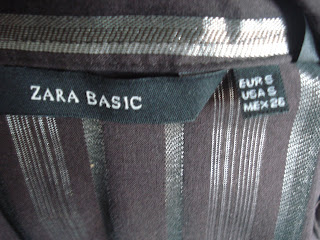 ZARA BASIC
EUR S
USA S
MEX 26